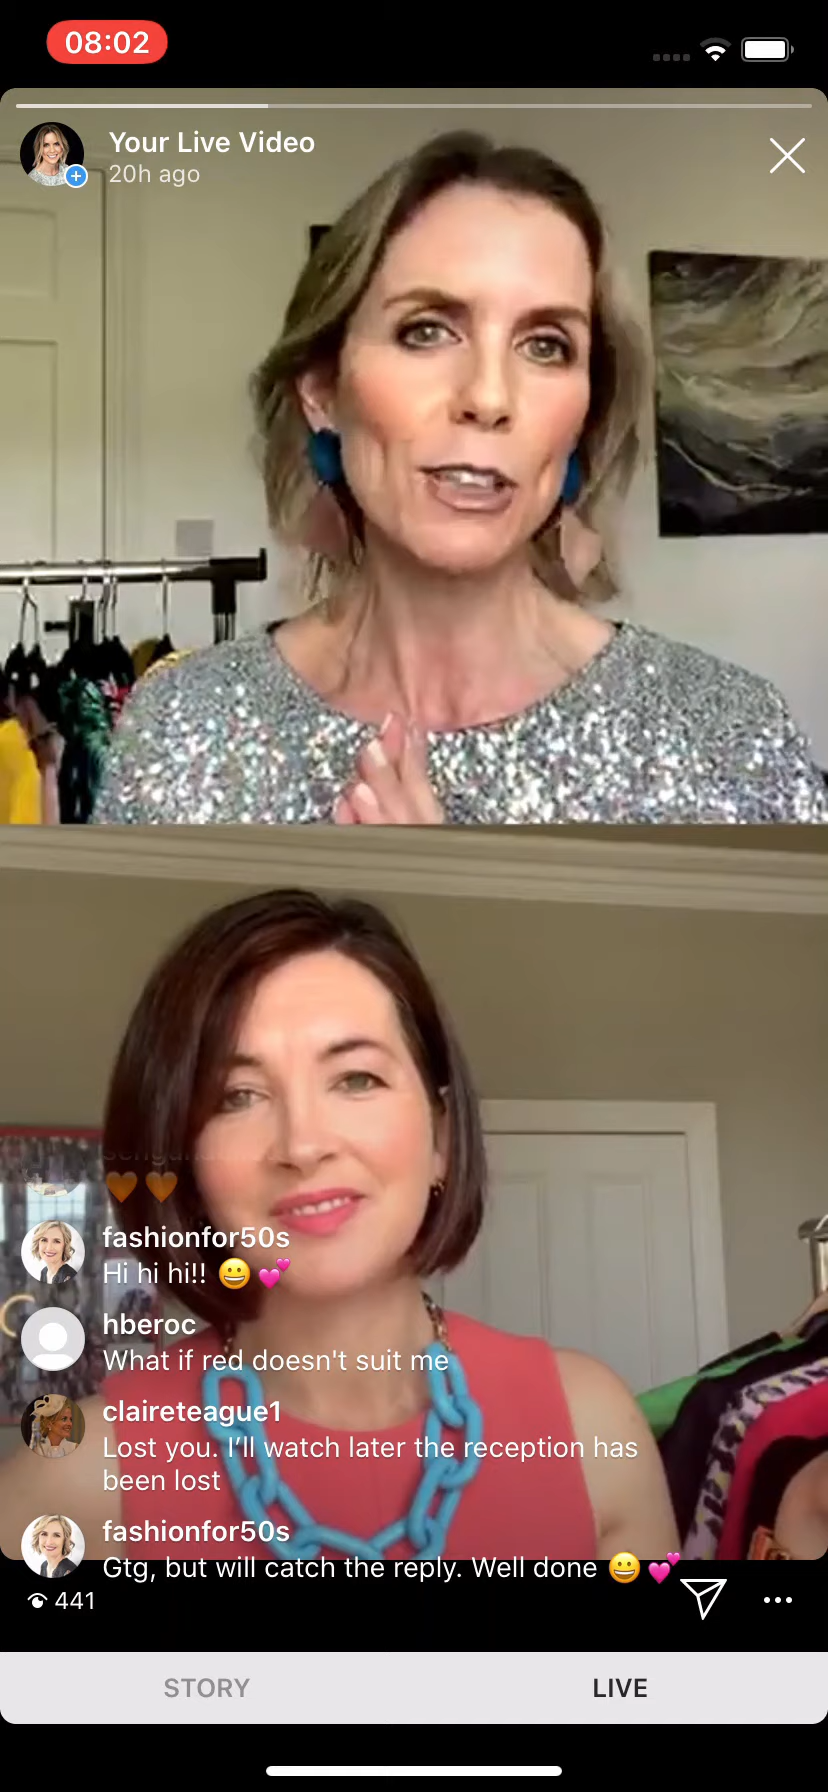 08:02
Your Live Video
20h ago
fashionfor50s
Hi hi hi!! 😀 💕
hberoc
What if red doesn't suit me
claireteague1
Lost you. I'll watch later the reception has
been lost
fashionfor50s
Gtg, but will catch the reply. Well done 😀 💕
441
STORY
LIVE